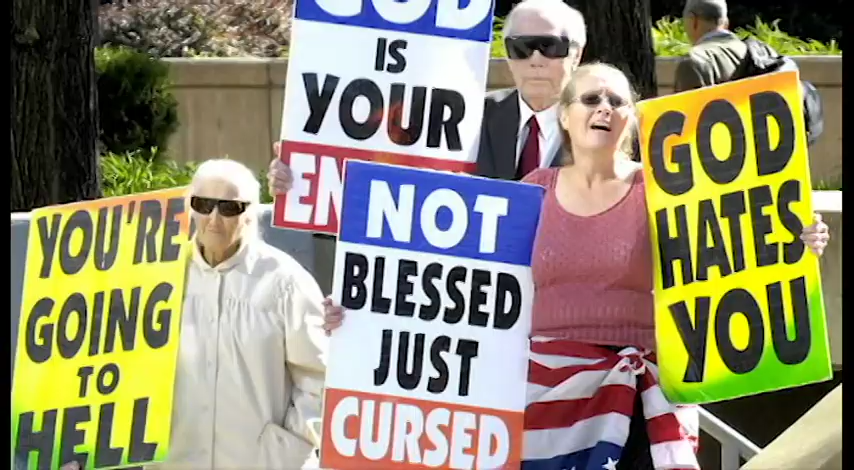 GOD
IS
YOUR
YOU'RE
GOING
TO
HELL
NOT
BLESSED
JUST
CURSED
GOD
HATES
YOU